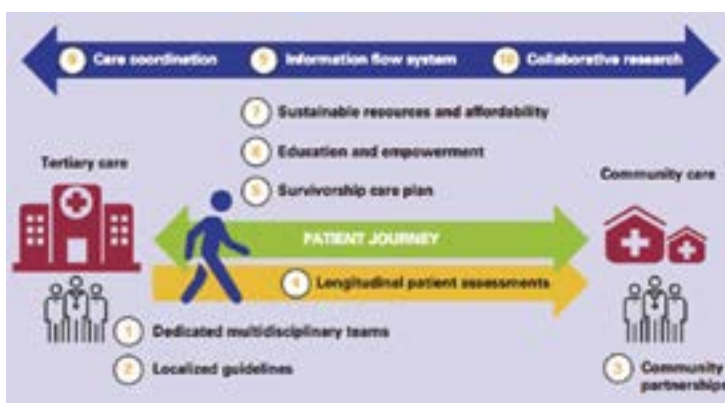 8 Care coordination 9 Information flow system 10 Collaborative research
7 Sustainable resources and affordability
6 Education and empowerment
5 Survivorship care plan
Tertiary care
Community care
PATIENT JOURNEY
4 Longitudinal patient assessments
1 Dedicated multidisciplinary teams
2 Localized guidelines
3 Community
partnerships